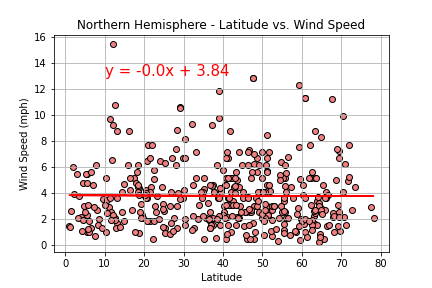 Northern Hemisphere - Latitude vs. Wind Speed
16
14
12
10
8
6
4
2
0
Wind Speed (mph)
y = -0.0x + 3.84
0 10 20 30 40 50 60 70 80
Latitude